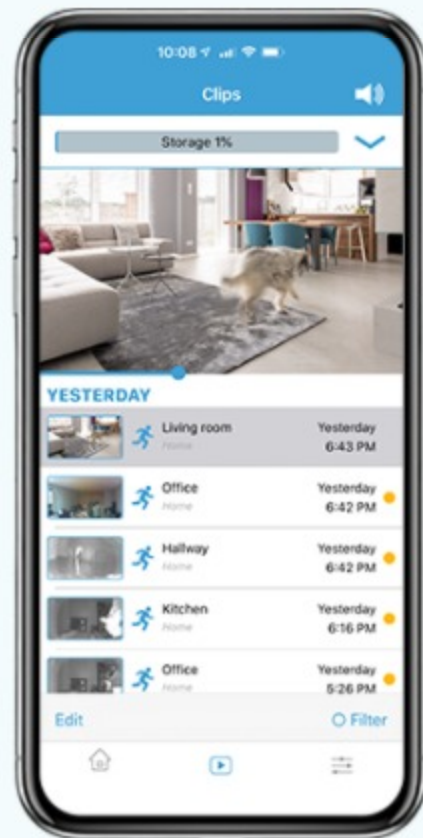 10:08
Clips
Storage 1%
YESTERDAY
Living room Yesterday
Home 6:43 PM
Office Yesterday
Home 6:42 PM
Hallway Yesterday
Home 6:42 PM
Kitchen Yesterday
Home 6:16 PM
Office Yesterday
Home 5:26 PM
Edit Filter